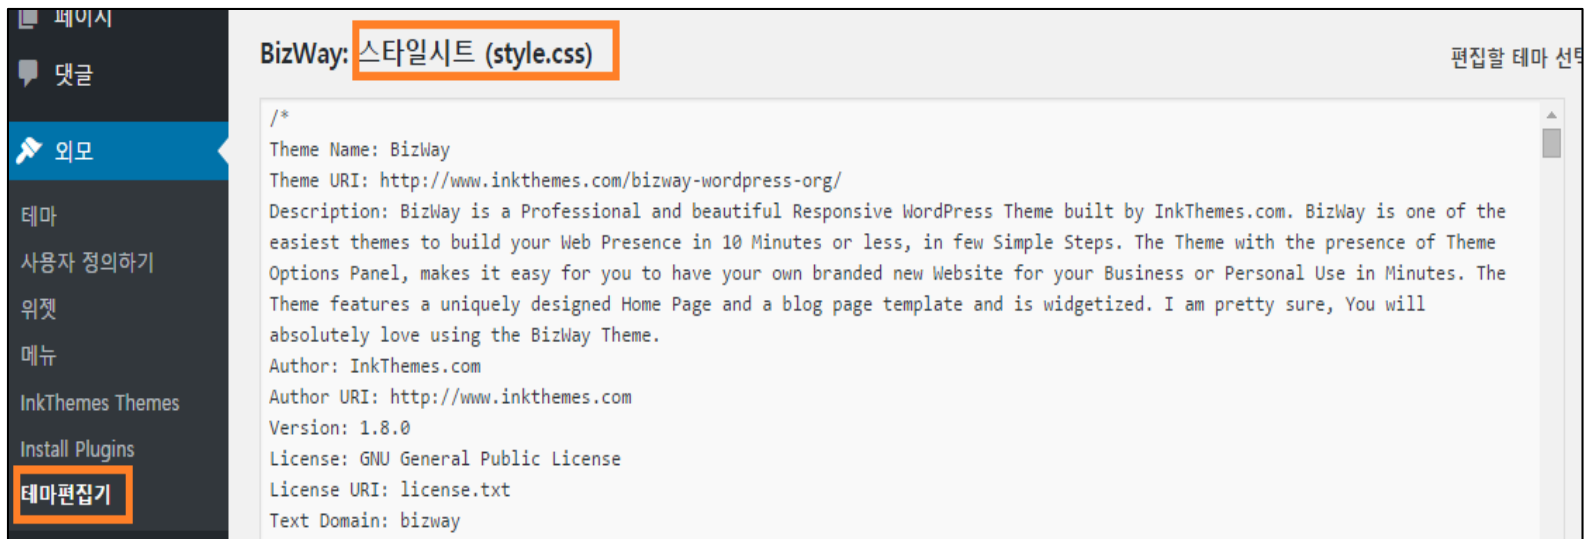 페이지
댓글
외모
테마
사용자 정의하기
위젯
메뉴
InkThemes Themes
Install Plugins
테마편집기
BizWay: 스타일시트 (style.css)
편집할 테마 선택
/*
Theme Name: BizWay
Theme URI: http://www.inkthemes.com/bizway-wordpress-org/
Description: BizWay is a Professional and beautiful Responsive WordPress Theme built by InkThemes.com. BizWay is one of the
easiest themes to build your Web Presence in 10 Minutes or less, in few Simple Steps. The Theme with the presence of Theme
Options Panel, makes it easy for you to have your own branded new Website for your Business or Personal Use in Minutes. The
Theme features a uniquely designed Home Page and a blog page template and is widgetized. I am pretty sure, You will
absolutely love using the BizWay Theme.
Author: InkThemes.com
Author URI: http://www.inkthemes.com
Version: 1.8.0
License: GNU General Public License
License URI: license.txt
Text Domain: bizway